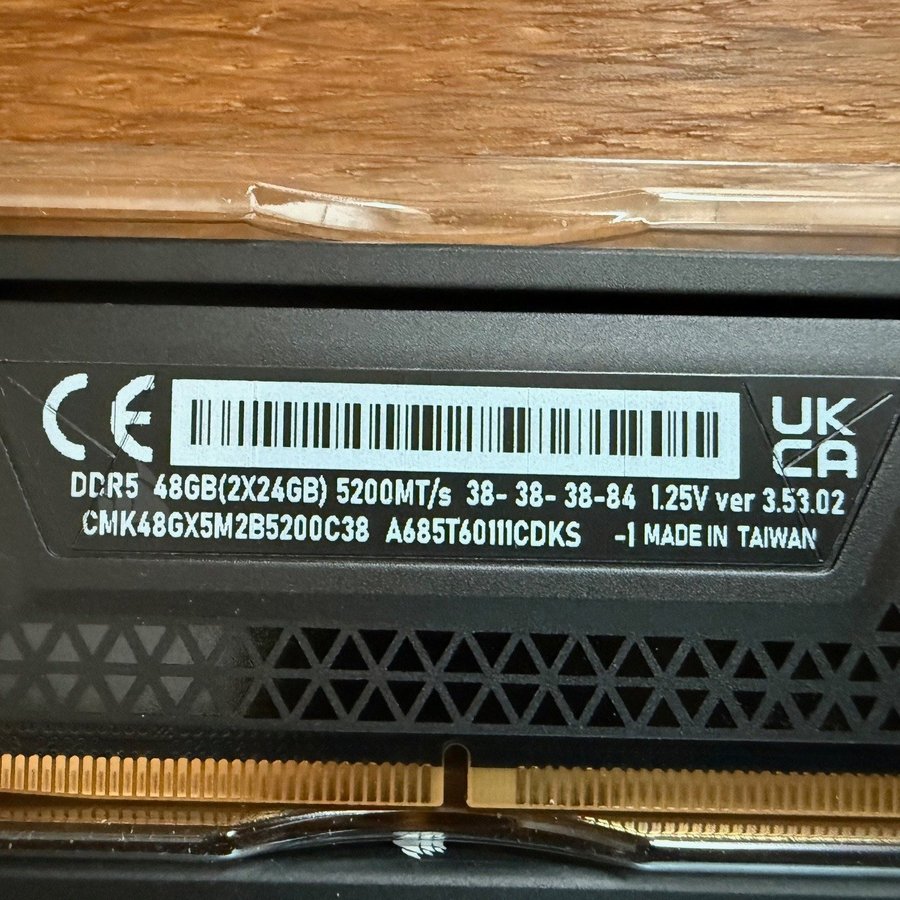 CE
UK
CA
DDR5 48GB(2X24GB) 5200MT/s 38- 38- 38-84 1.25V ver 3.53.02
CMK48GX5M2B5200C38 A685T60111CDKS -1 MADE IN TAIWAN